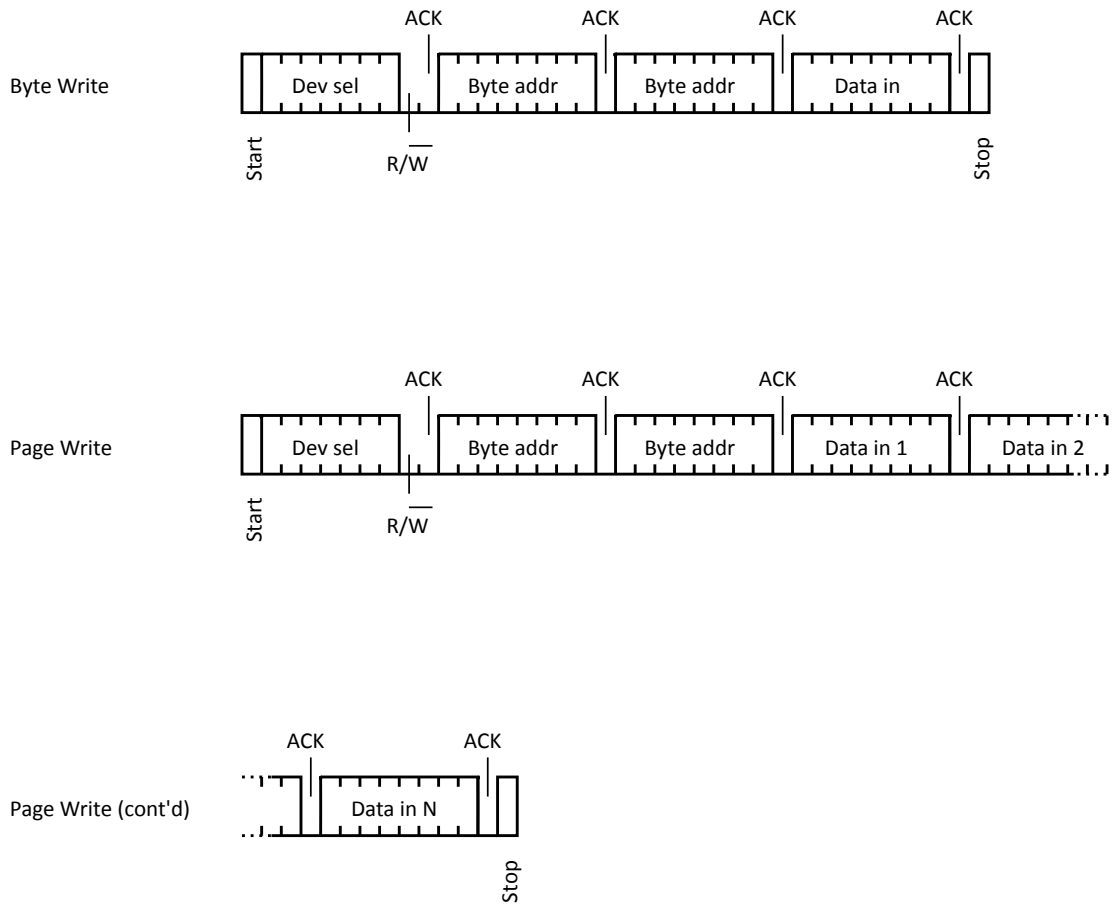 ACK ACK ACK ACK
Byte Write Dev sel Byte addr Byte addr Data in
Start R/W̅ Stop
ACK ACK ACK ACK
Page Write Dev sel Byte addr Byte addr Data in 1 Data in 2
Start R/W̅
ACK ACK
Page Write (cont'd) Data in N
Stop